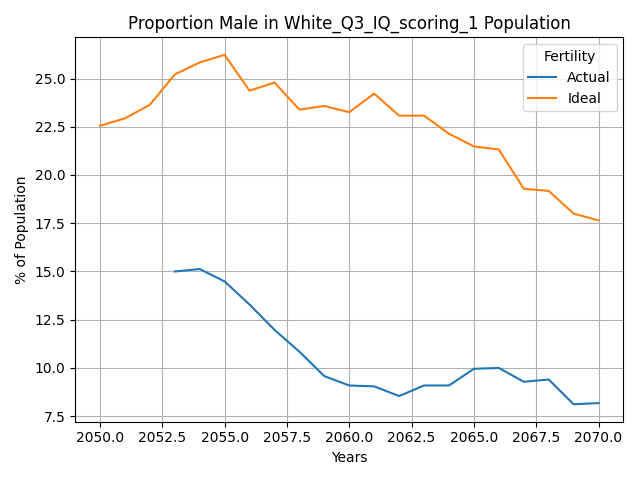 Proportion Male in White_Q3_IQ_scoring_1 Population
Fertility
Actual
Ideal
25.0
22.5
20.0
17.5
15.0
12.5
10.0
7.5
% of Population
2050.0 2052.5 2055.0 2057.5 2060.0 2062.5 2065.0 2067.5 2070.0
Years